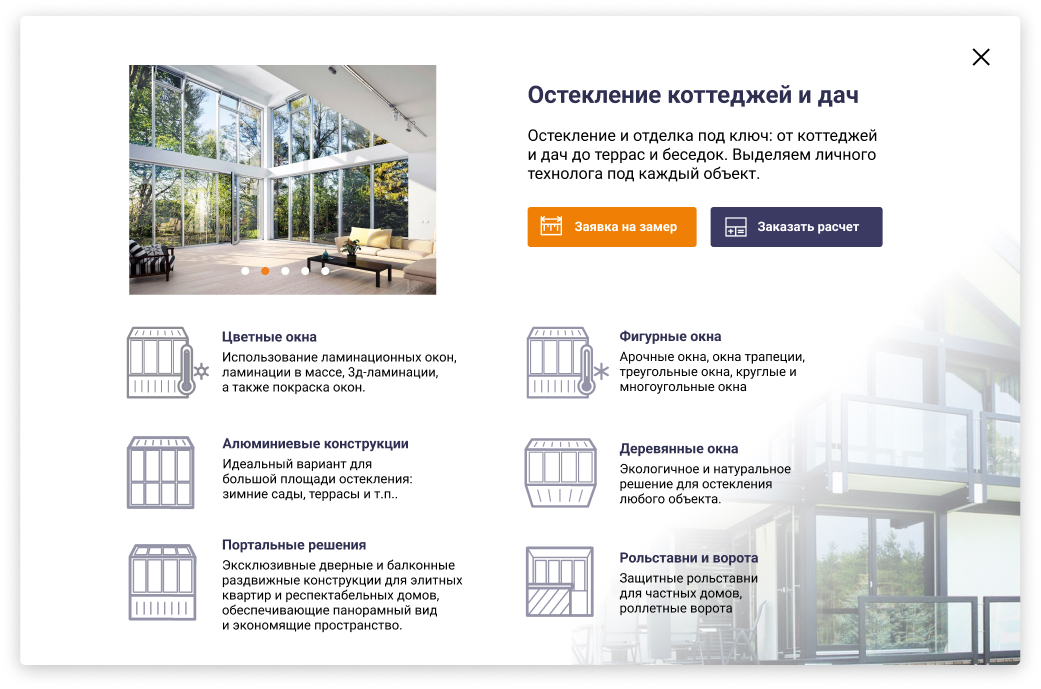 Остекление коттеджей и дач
Остекление и отделка под ключ: от коттеджей
и дач до террас и беседок. Выделяем личного
технолога под каждый объект.
Заявка на замер
Заказать расчет
Цветные окна
Использование ламинационных окон,
ламинации в массе, 3д-ламинации,
а также покраска окон.
Фигурные окна
Арочные окна, окна трапеции,
треугольные окна, круглые и
многоугольные окна
Алюминиевые конструкции
Идеальный вариант для
большой площади остекления:
зимние сады, террасы и т.п..
Деревянные окна
Экологичное и натуральное
решение для остекления
любого объекта.
Портальные решения
Эксклюзивные дверные и балконные
раздвижные конструкции для элитных
квартир и респектабельных домов,
обеспечивающие панорамный вид
и экономящие пространство.
Рольставни и ворота
Защитные рольставни
для частных домов,
роллетные ворота